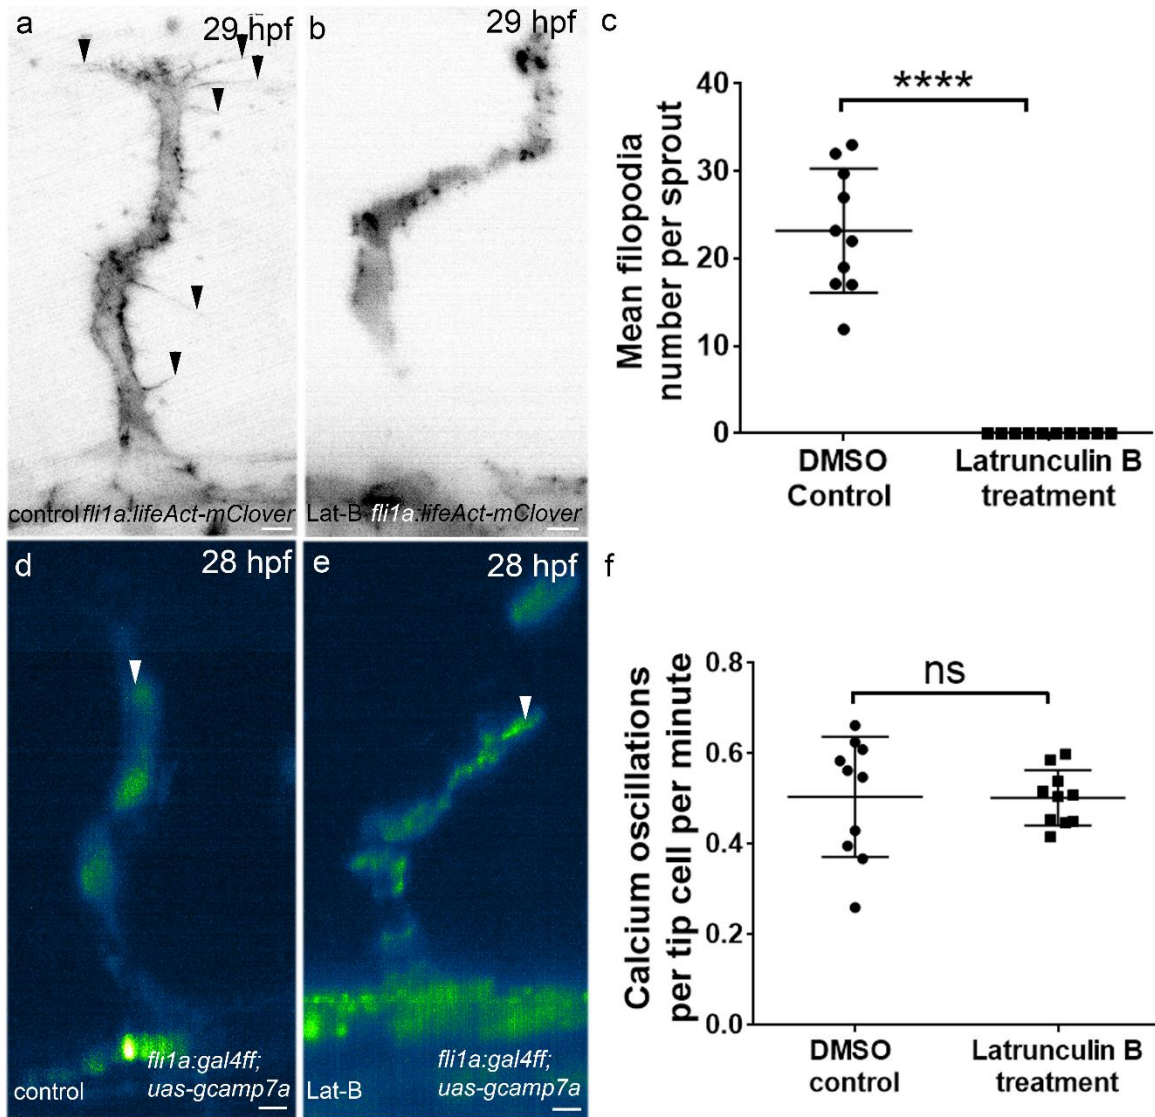 a
29 hpf
control fli1a:lifeAct-mClover
b
29 hpf
Lat-B fli1a:lifeAct-mClover
c
Mean filopodia
number per sprout
40
30
20
10
0
****
DMSO
Control
Latrunculin B
treatment
d
28 hpf
control
fli1a:gal4ff;
uas-gcamp7a
e
28 hpf
Lat-B
fli1a:gal4ff;
uas-gcamp7a
f
Calcium oscillations
per tip cell per minute
0.8
0.6
0.4
0.2
0.0
ns
DMSO
control
Latrunculin B
treatment